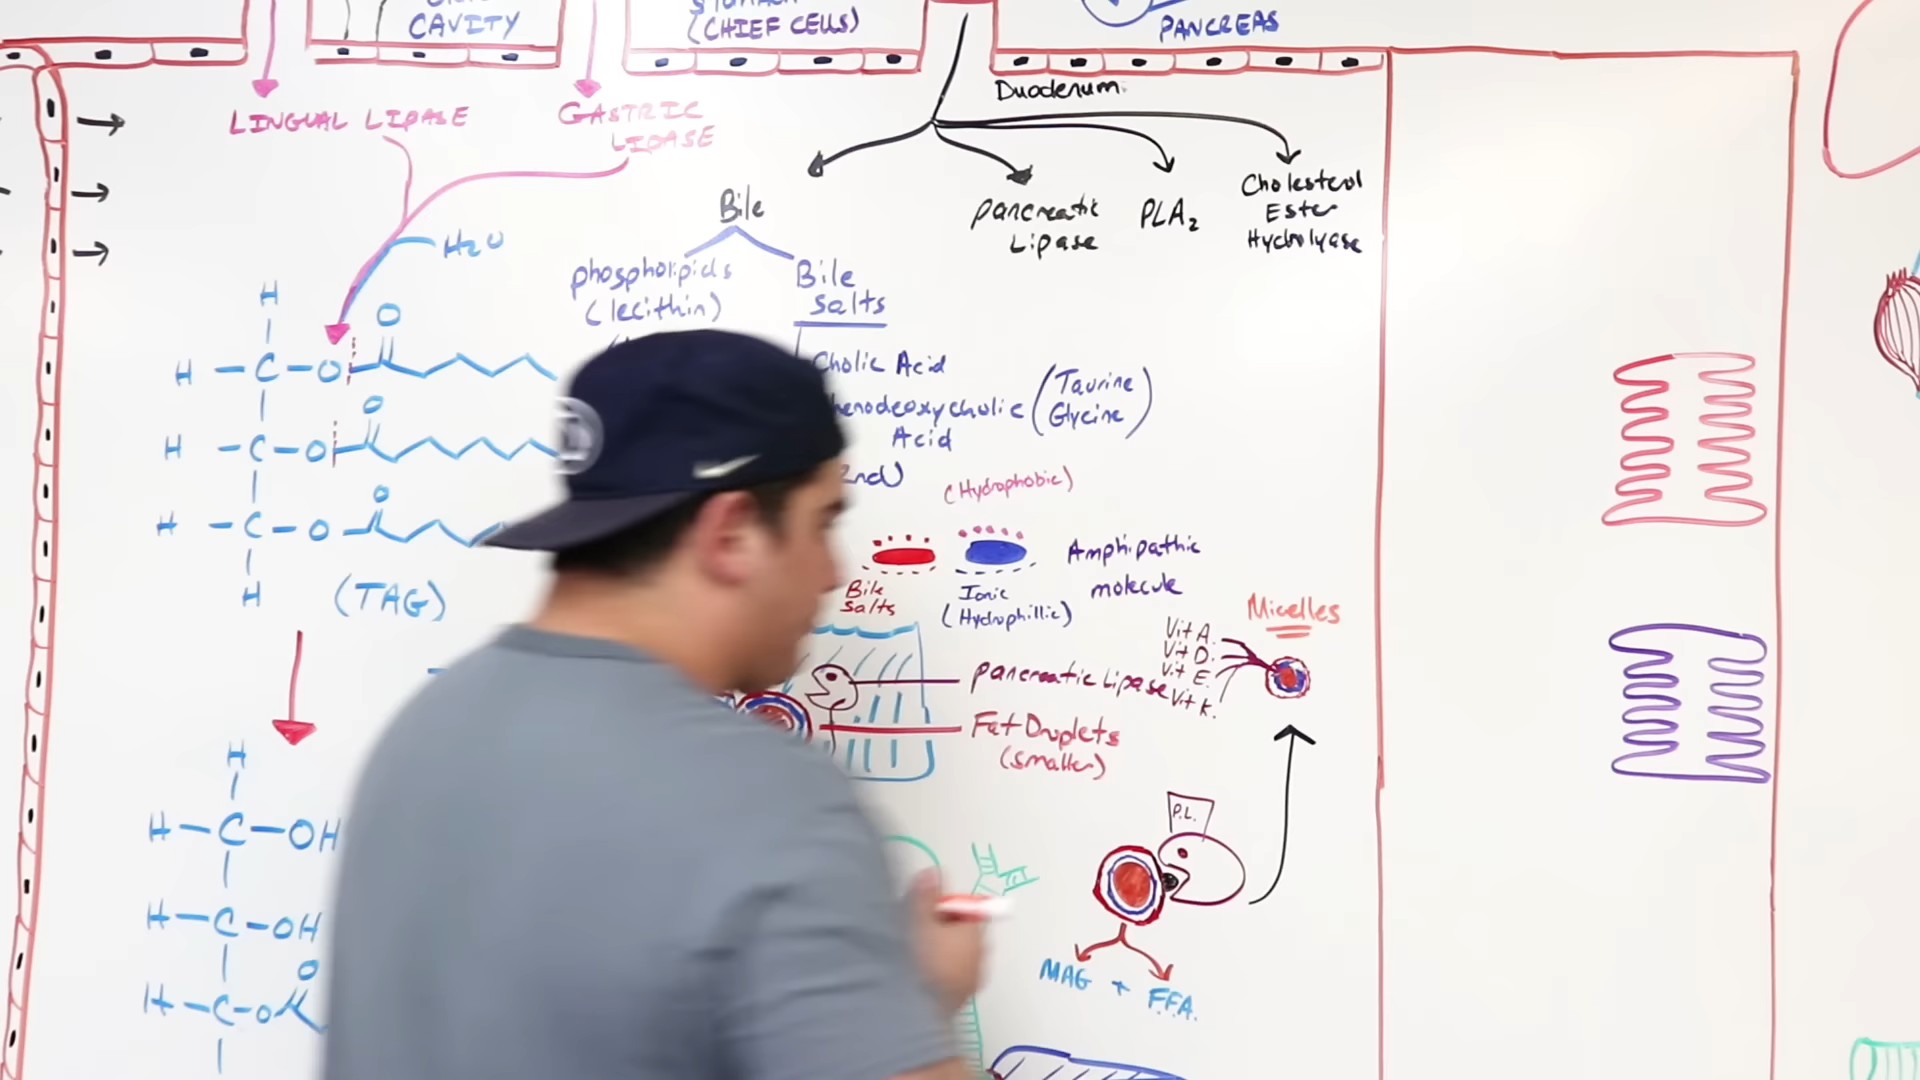 CAVITY
(CHIEF CELLS)
PANCREAS
LINGUAL LIPASE
GASTRIC
LIPASE
Duodenum
Bile
pancreatic
Lipase
PLA2
Cholesterol
Ester
Hydrolyase
H2O
phospholipids
(lecithin)
Bile
Salts
Cholic Acid
henodeoxycholic
Acid
(Taurine
Glycine)
H
O
H - C - O
O
H - C - O
O
H - C - O
H
(TAG)
(Hydrophobic)
Bile
Salts
Ionic
(Hydrophillic)
Amphipathic
molecule
Micelles
Vit A.
Vit D.
Vit E.
Vit K.
pancreatic Lipase
Fat Droplets
(smaller)
P.L.
MAG + F.F.A.
H
H - C - OH
H - C - OH
O
H - C - O